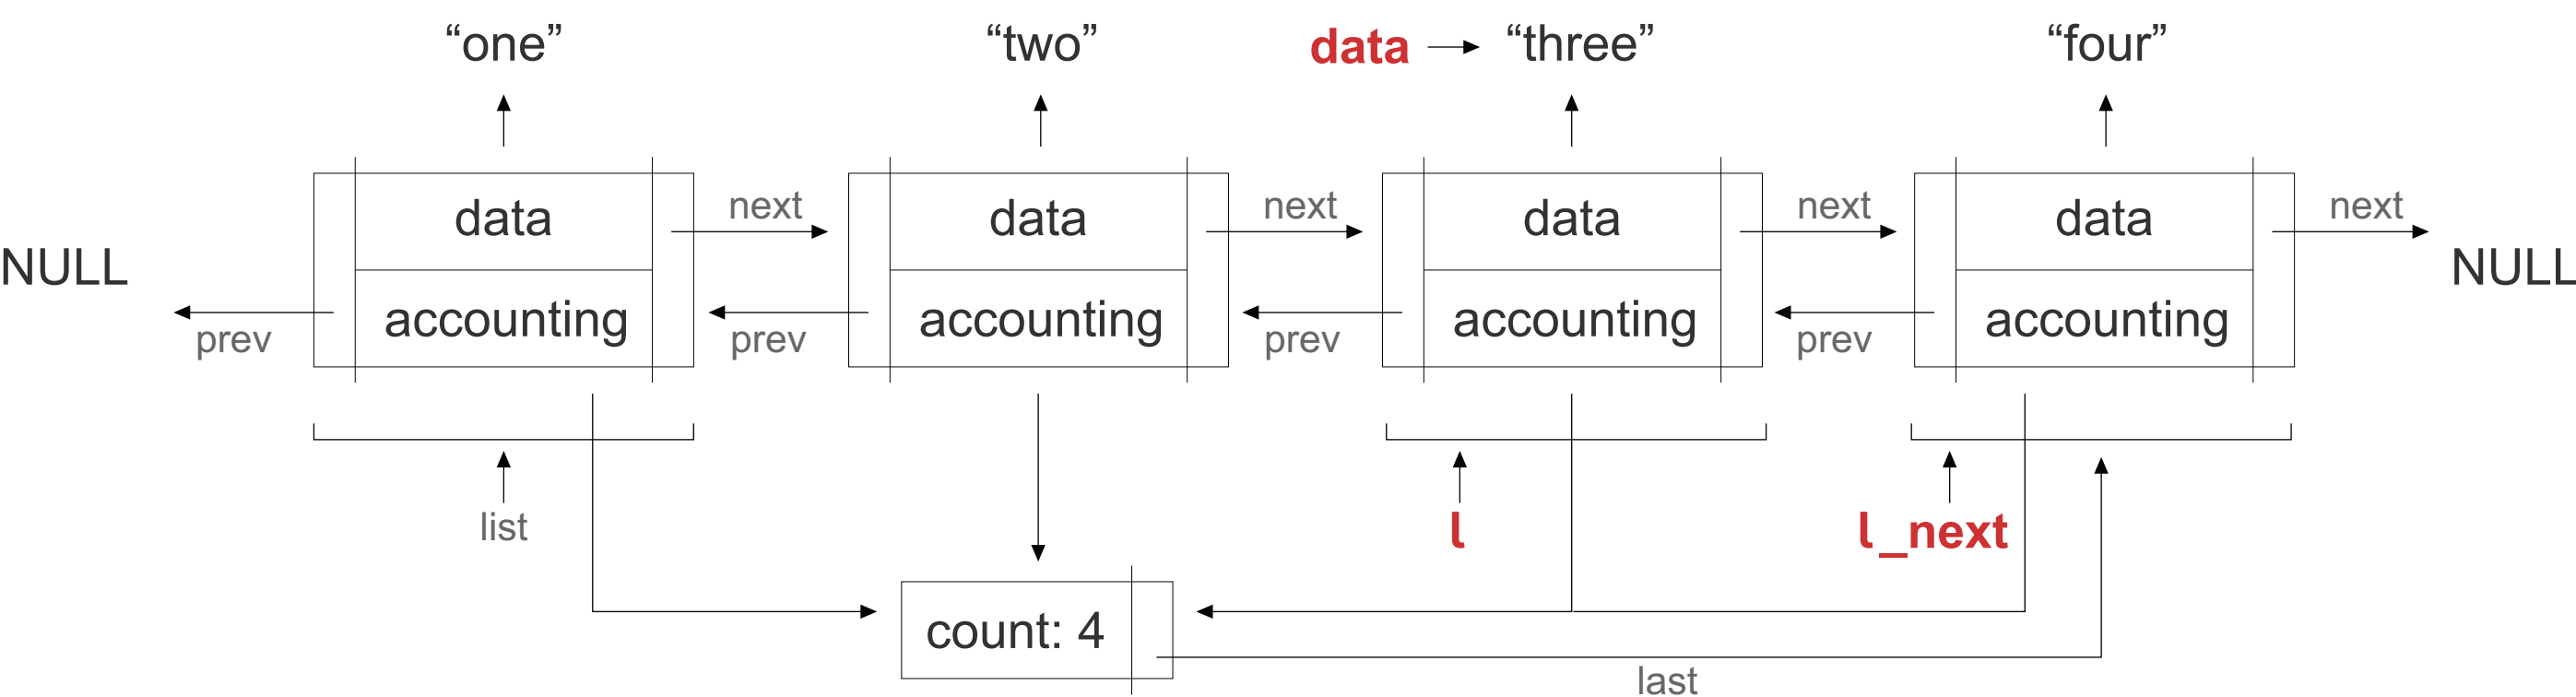 “one”
“two”
data
“three”
“four”
data
next
data
next
data
next
data
next
NULL
NULL
prev
accounting
prev
accounting
prev
accounting
prev
accounting
list
l
l_next
count: 4
last